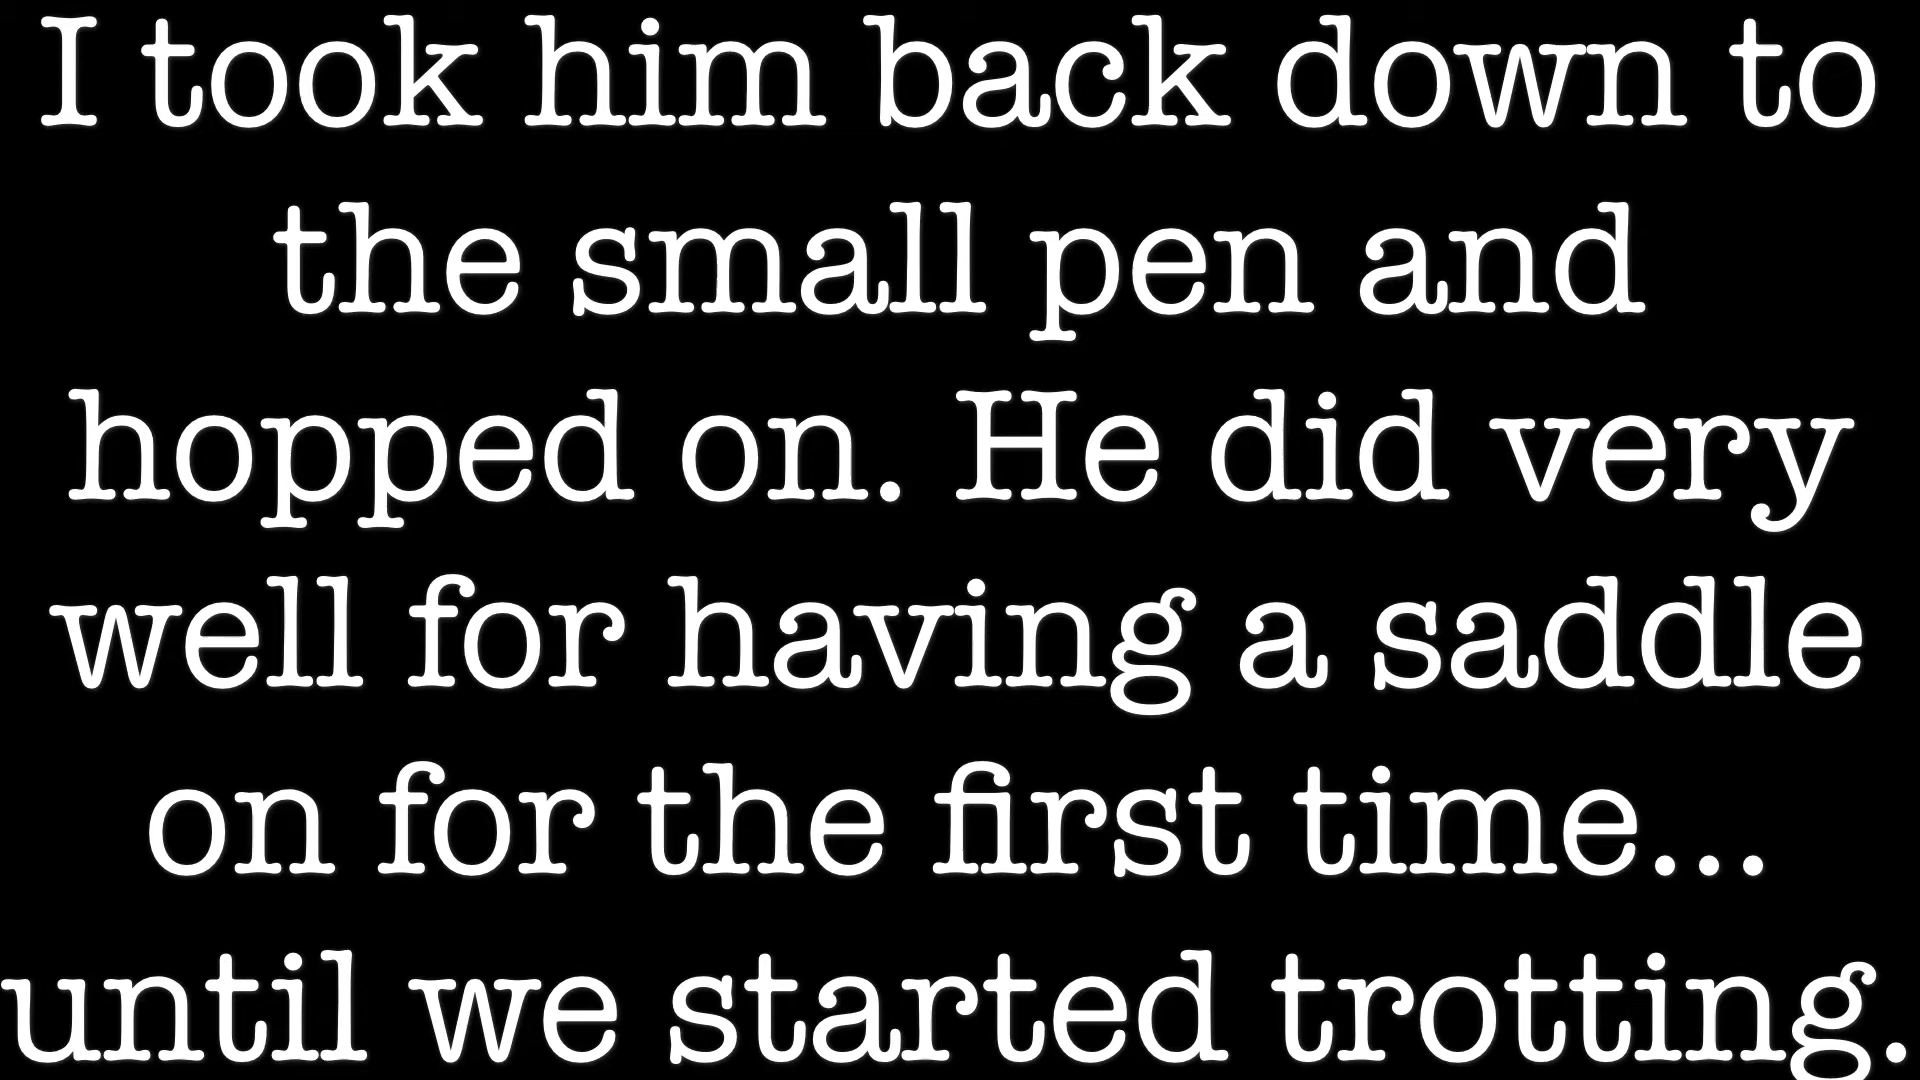 I took him back down to
the small pen and
hopped on. He did very
well for having a saddle
on for the first time...
until we started trotting.